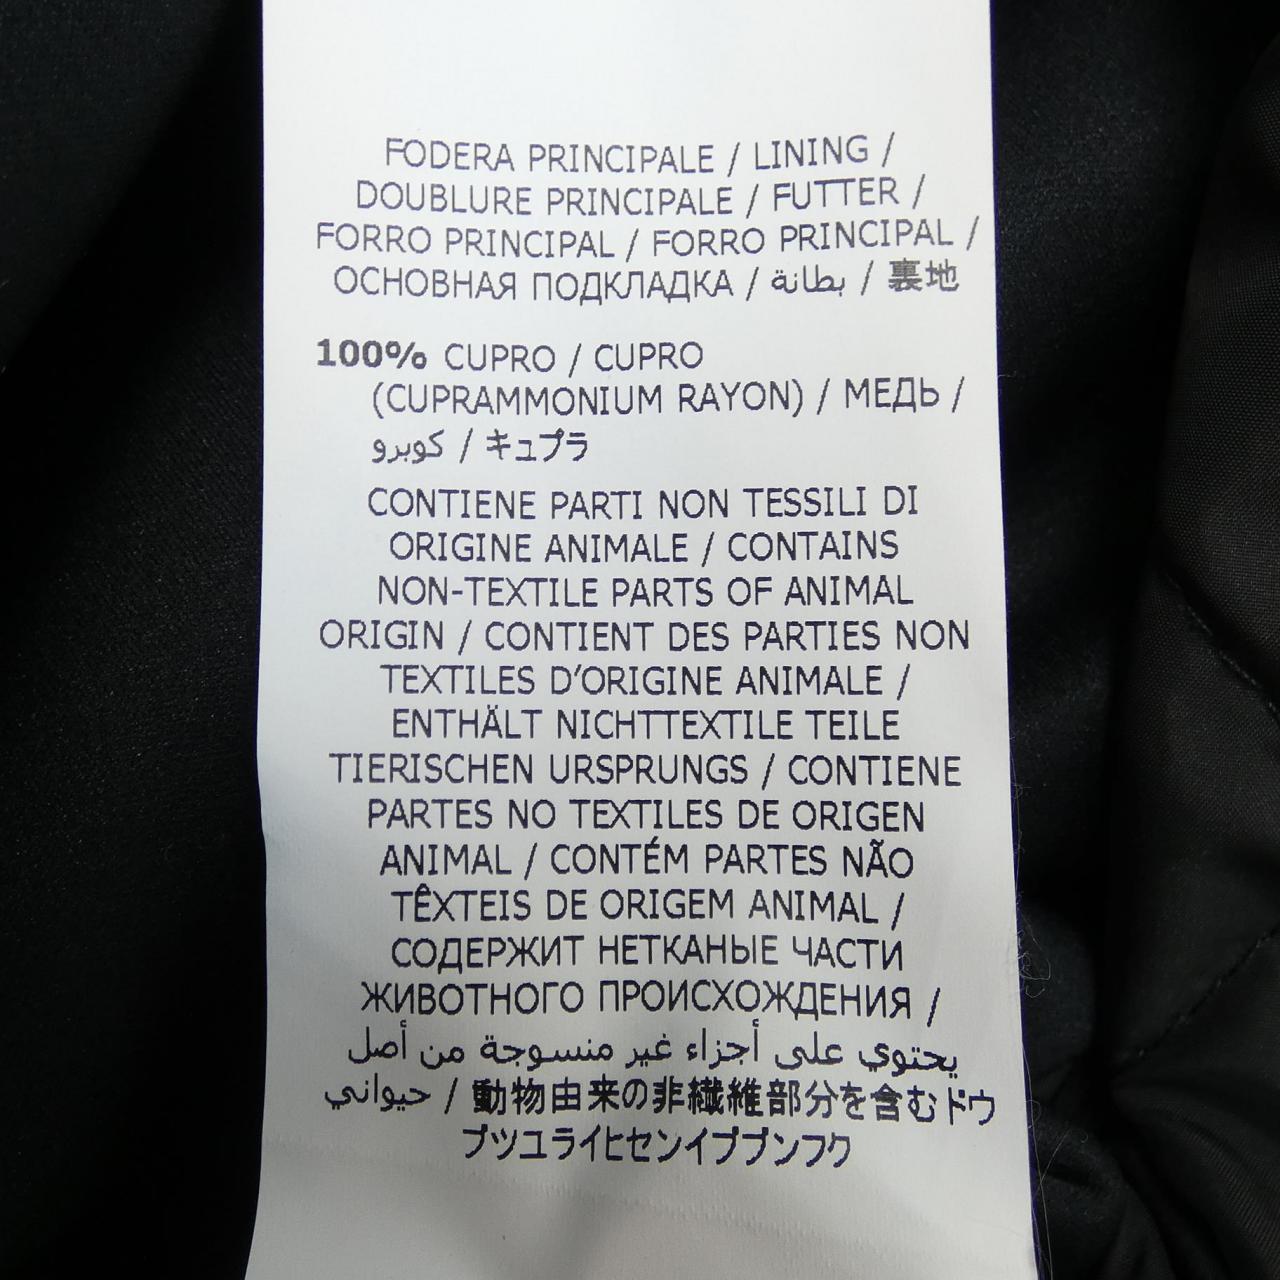 FODERA PRINCIPALE / LINING /
DOUBLURE PRINCIPALE / FUTTER /
FORRO PRINCIPAL / FORRO PRINCIPAL /
ОСНОВНАЯ ПОДКЛАДКА / بطانة / 裏地
100% CUPRO / CUPRO
(CUPRAMMONIUM RAYON) / МЕДЬ /
كوبرو / キュプラ
CONTIENE PARTI NON TESSILI DI
ORIGINE ANIMALE / CONTAINS
NON-TEXTILE PARTS OF ANIMAL
ORIGIN / CONTIENT DES PARTIES NON
TEXTILES D'ORIGINE ANIMALE /
ENTHÄLT NICHTTEXTILE TEILE
TIERISCHEN URSPRUNGS / CONTIENE
PARTES NO TEXTILES DE ORIGEN
ANIMAL / CONTÉM PARTES NÃO
TÊXTEIS DE ORIGEM ANIMAL /
СОДЕРЖИТ НЕТКАНЫЕ ЧАСТИ
ЖИВОТНОГО ПРОИСХОЖДЕНИЯ /
يحتوي على أجزاء غير منسوجة من أصل
حيواني / 動物由来の非繊維部分を含むドウ
ブツユライヒセンイブブンフク